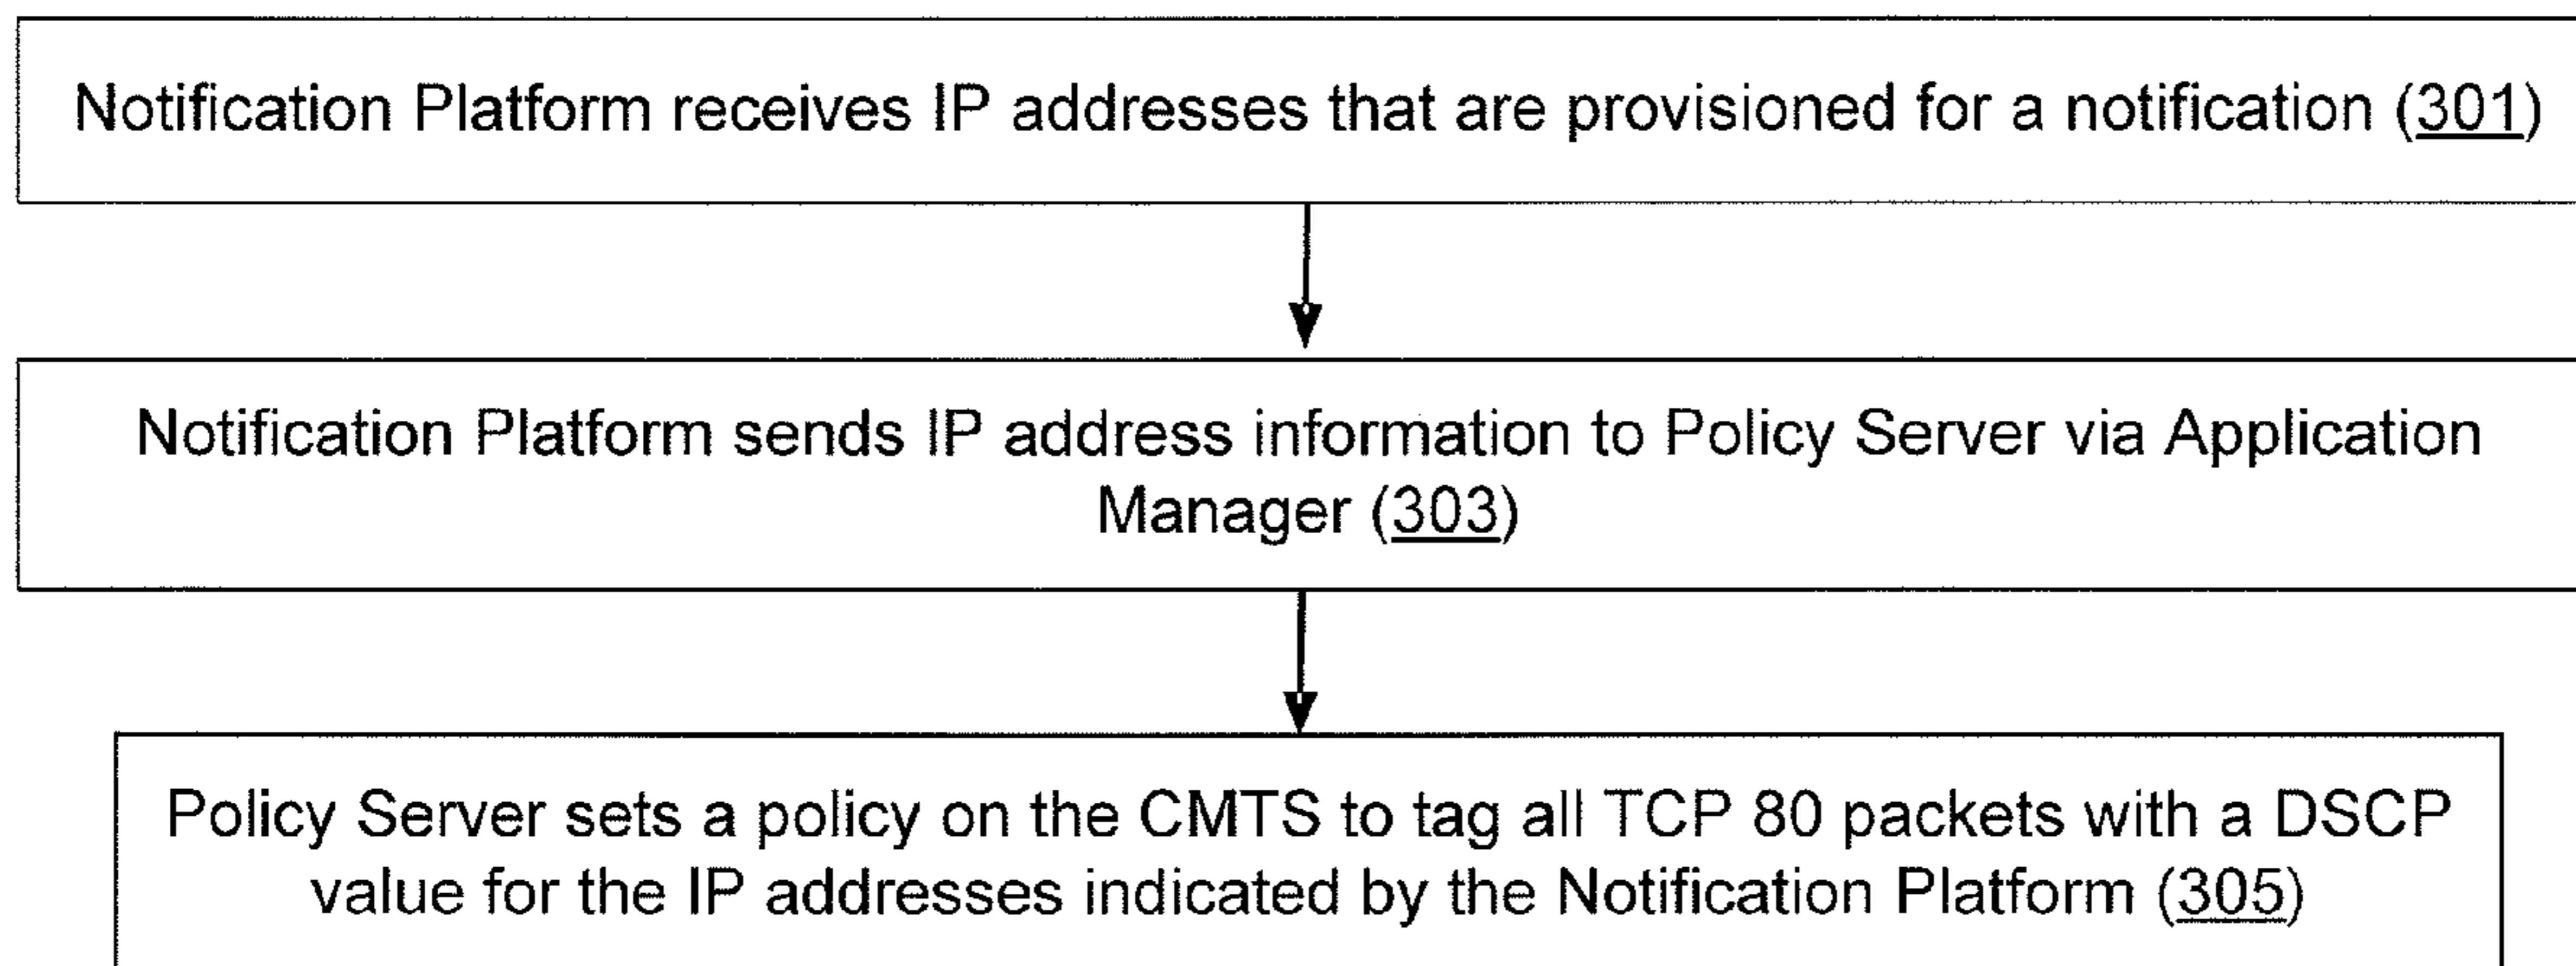 Notification Platform receives IP addresses that are provisioned for a notification (301)
Notification Platform sends IP address information to Policy Server via Application
Manager (303)
Policy Server sets a policy on the CMTS to tag all TCP 80 packets with a DSCP
value for the IP addresses indicated by the Notification Platform (305)